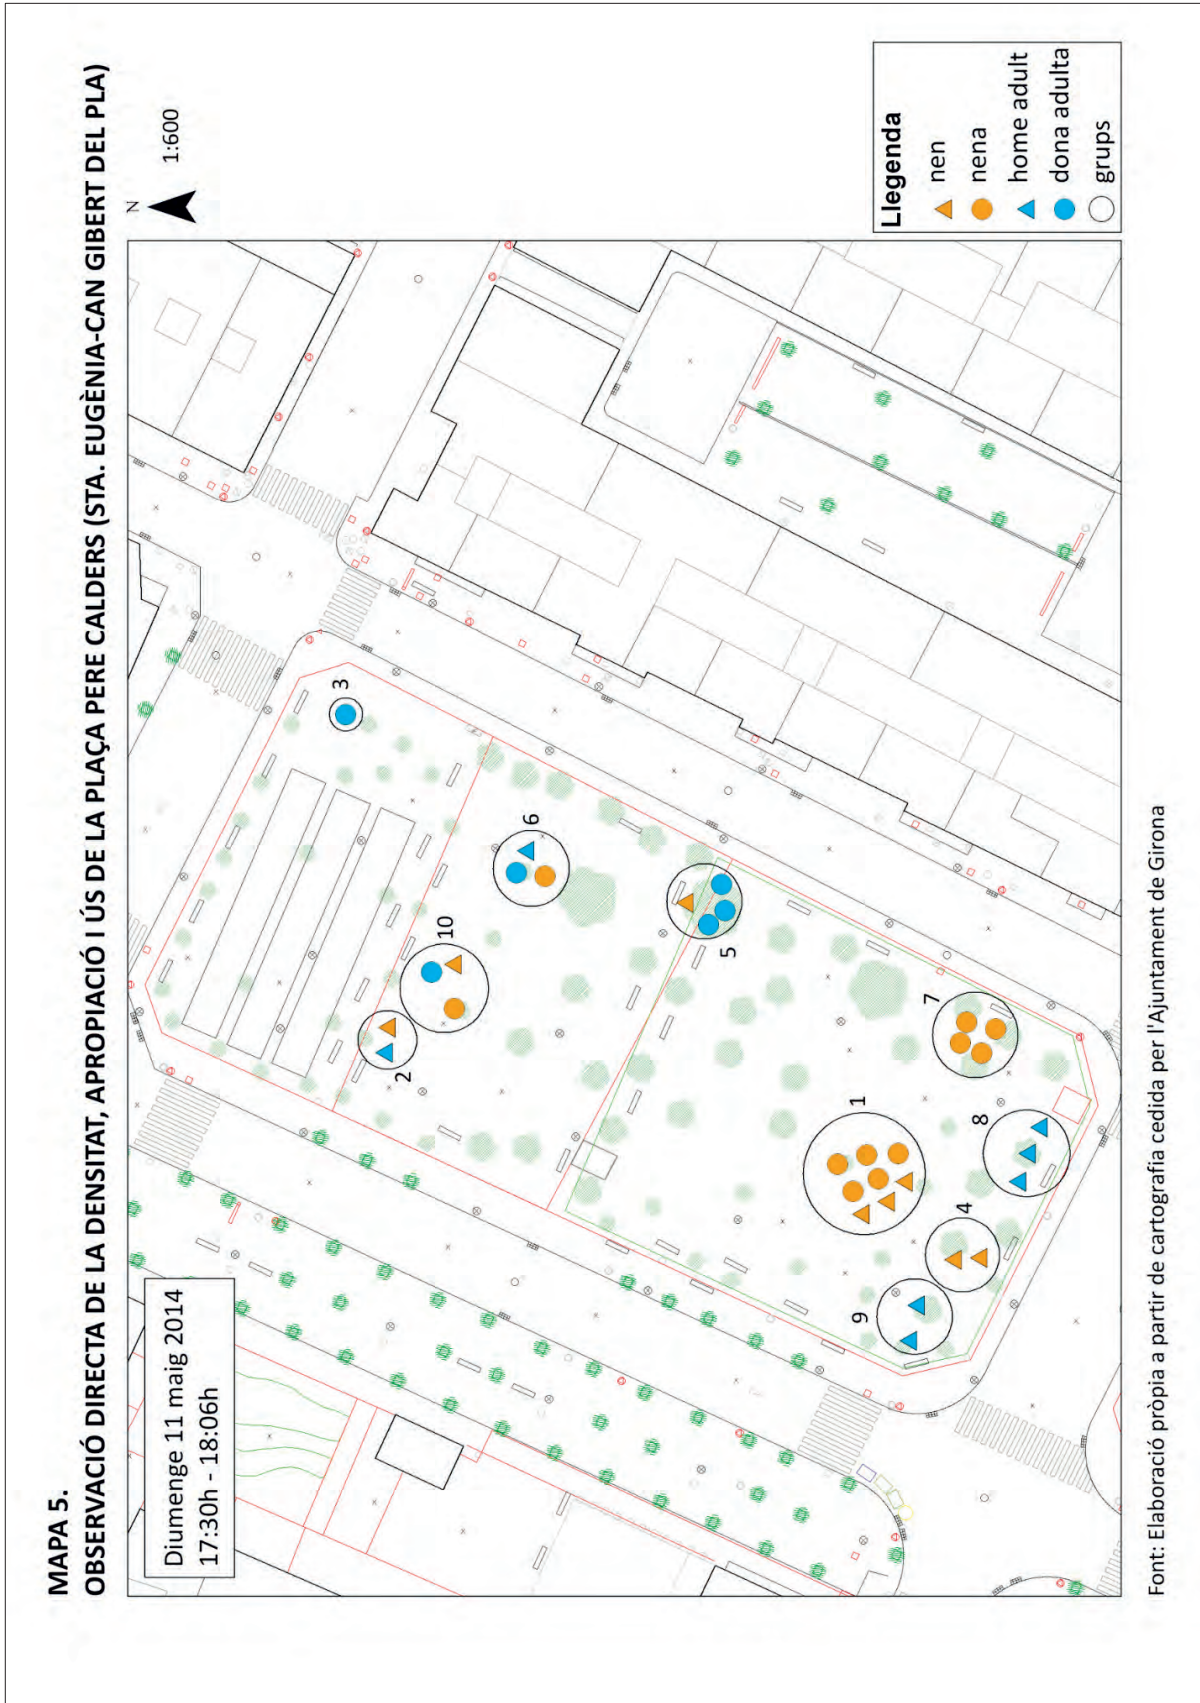 MAPA 5.
OBSERVACIÓ DIRECTA DE LA DENSITAT, APROPIACIÓ I ÚS DE LA PLAÇA PERE CALDERS (STA. EUGÈNIA-CAN GIBERT DEL PLA)
Diumenge 11 maig 2014
17:30h - 18:06h
N
1:600
3
6
10
2
5
7
1
8
4
9
Llegenda
nen
nena
home adult
dona adulta
grups
Font: Elaboració pròpia a partir de cartografia cedida per l'Ajuntament de Girona